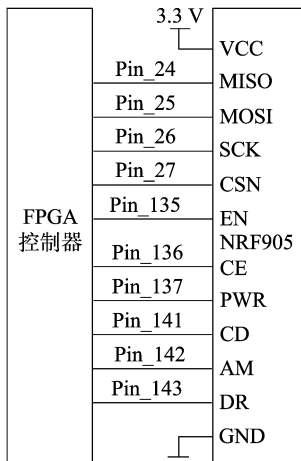 3.3 V
VCC
Pin_24
MISO
Pin_25
MOSI
Pin_26
SCK
Pin_27
CSN
Pin_135
EN
FPGA
控制器
NRF905
Pin_136
CE
Pin_137
PWR
Pin_141
CD
Pin_142
AM
Pin_143
DR
GND